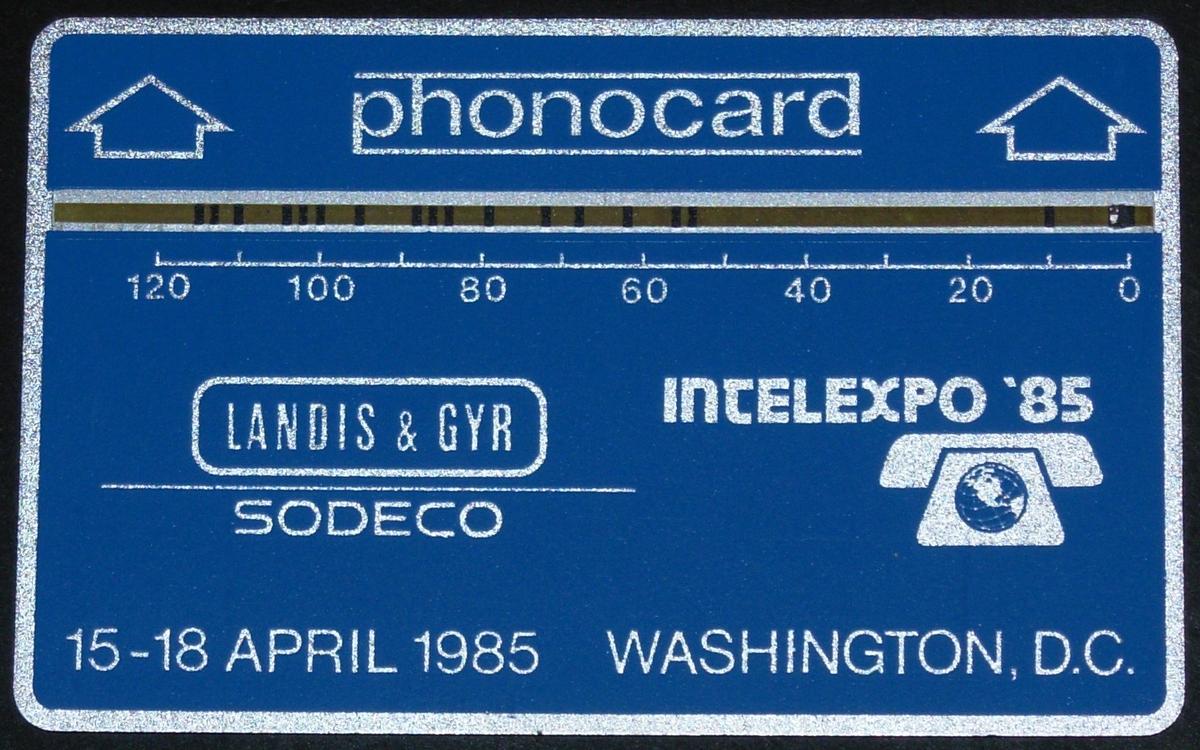 phonocard
120 100 80 60 40 20 0
LANDIS & GYR
SODECO
INTELEXPO '85
15-18 APRIL 1985 WASHINGTON, D.C.